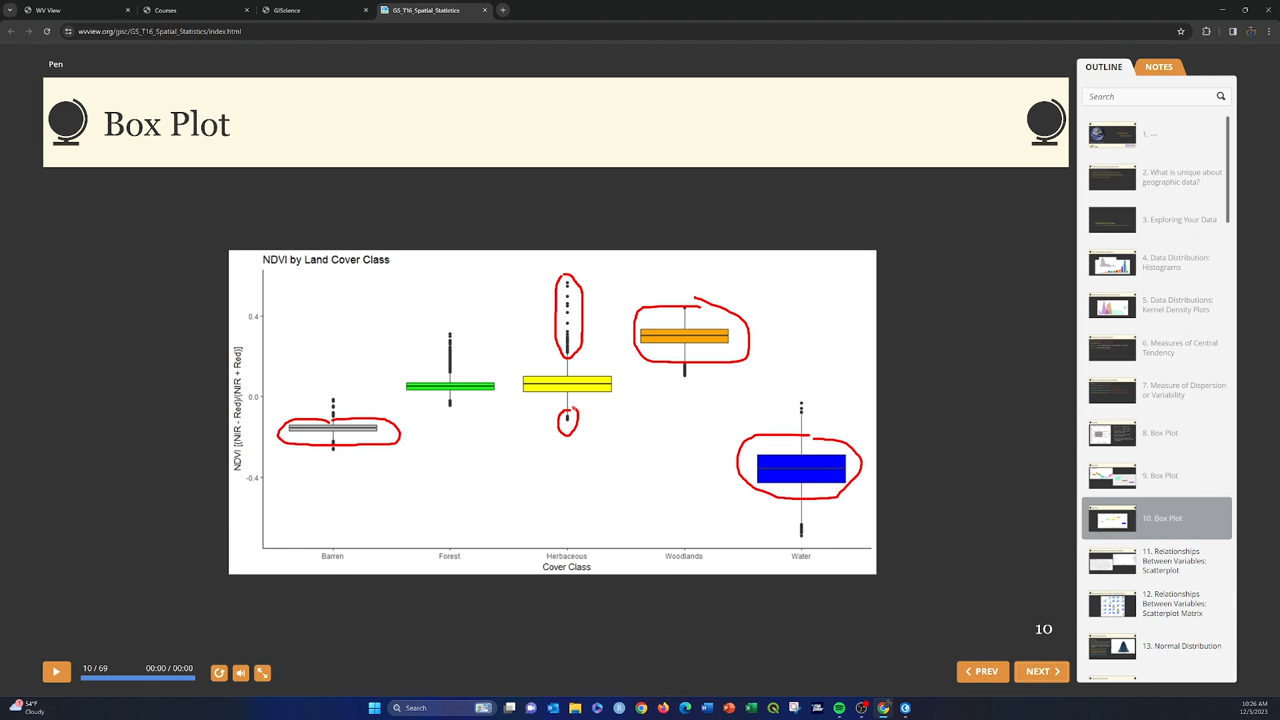 WV View
Courses
GIScience
GS_T16_Spatial_Statistics
wvview.org/gisc/GS_T16_Spatial_Statistics/index.html
Pen
Box Plot
NDVI by Land Cover Class
NDVI [(NIR - Red)/(NIR + Red)]
0.4
0.0
-0.4
Barren
Forest
Herbaceous
Woodlands
Water
Cover Class
10
10 / 69
00:00 / 00:00
PREV
NEXT
OUTLINE
NOTES
Search
1. ---
2. What is unique about
geographic data?
3. Exploring Your Data
4. Data Distribution:
Histograms
5. Data Distributions:
Kernel Density Plots
6. Measures of Central
Tendency
7. Measure of Dispersion
or Variability
8. Box Plot
9. Box Plot
10. Box Plot
11. Relationships
Between Variables:
Scatterplot
12. Relationships
Between Variables:
Scatterplot Matrix
13. Normal Distribution
54°F
Cloudy
Search
10:26 AM
12/3/2023